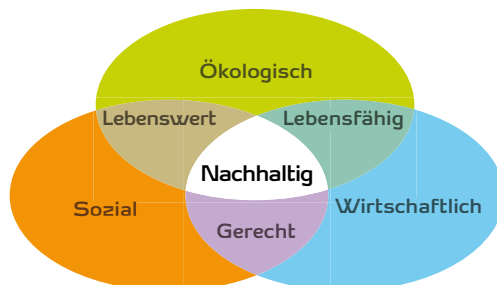 Ökologisch
Lebenswert
Lebensfähig
Nachhaltig
Sozial
Wirtschaftlich
Gerecht